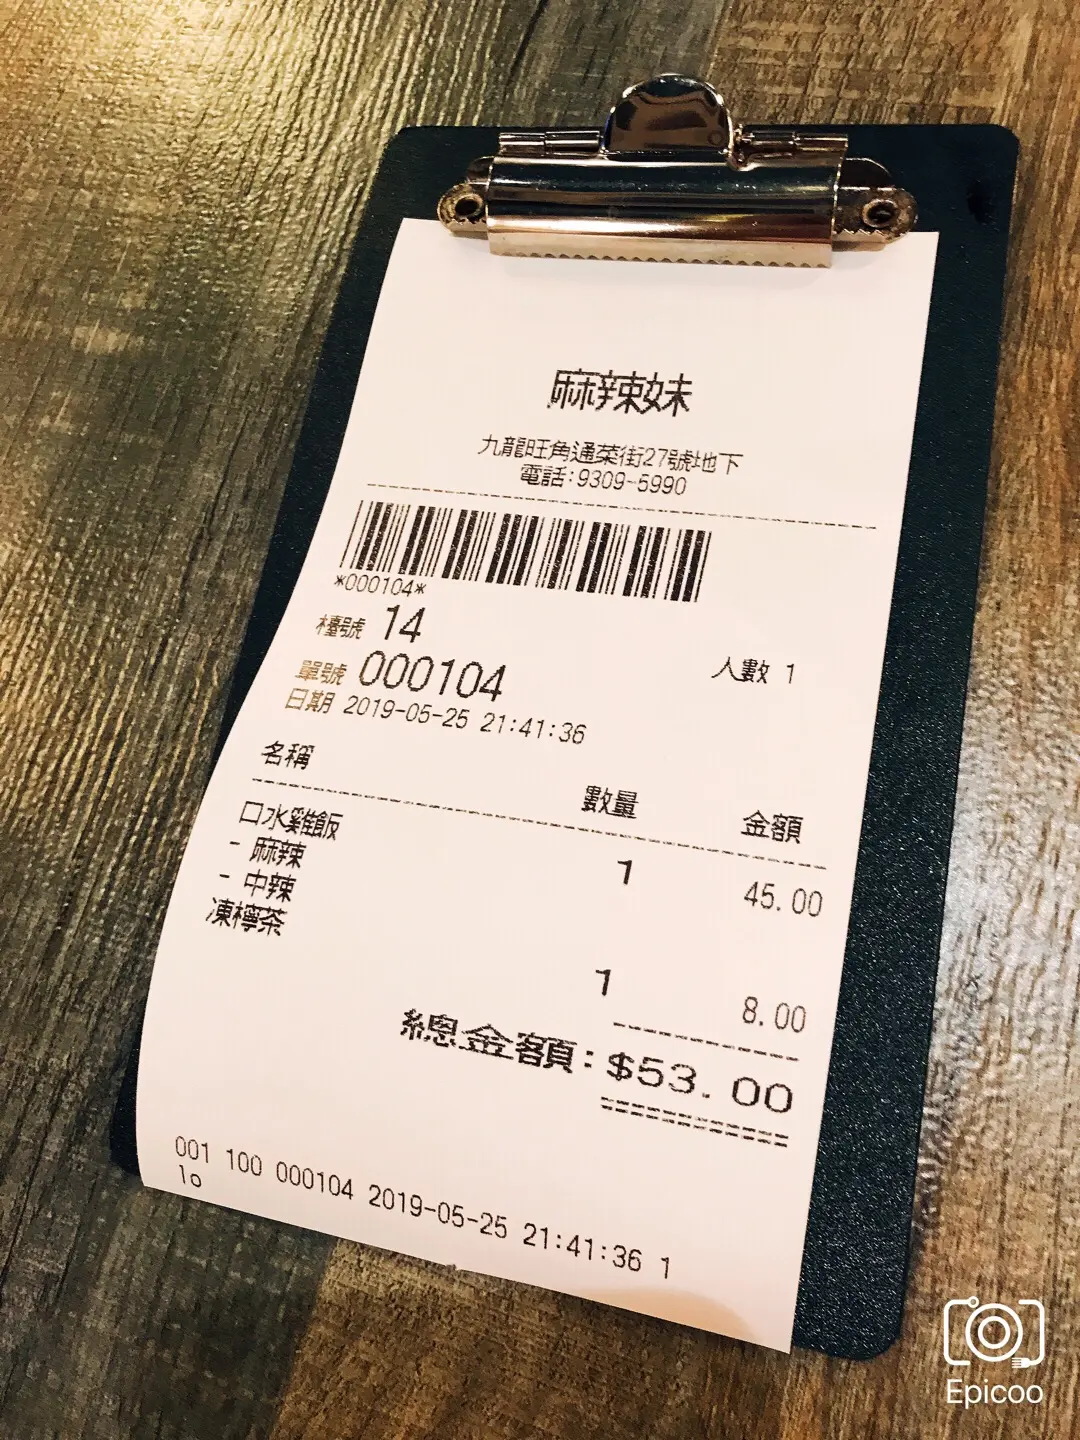 麻辣妹
九龍旺角通菜街27號地下
電話:9309-5990
*000104*
檯號 14
人數 1
單號 000104
日期 2019-05-25 21:41:36
名稱 數量 金額
口水雞飯 1 45.00
- 麻辣
- 中辣
凍檸茶 1 8.00
總金額:$53.00
001 100 000104 2019-05-25 21:41:36 1
lo
Epicoo